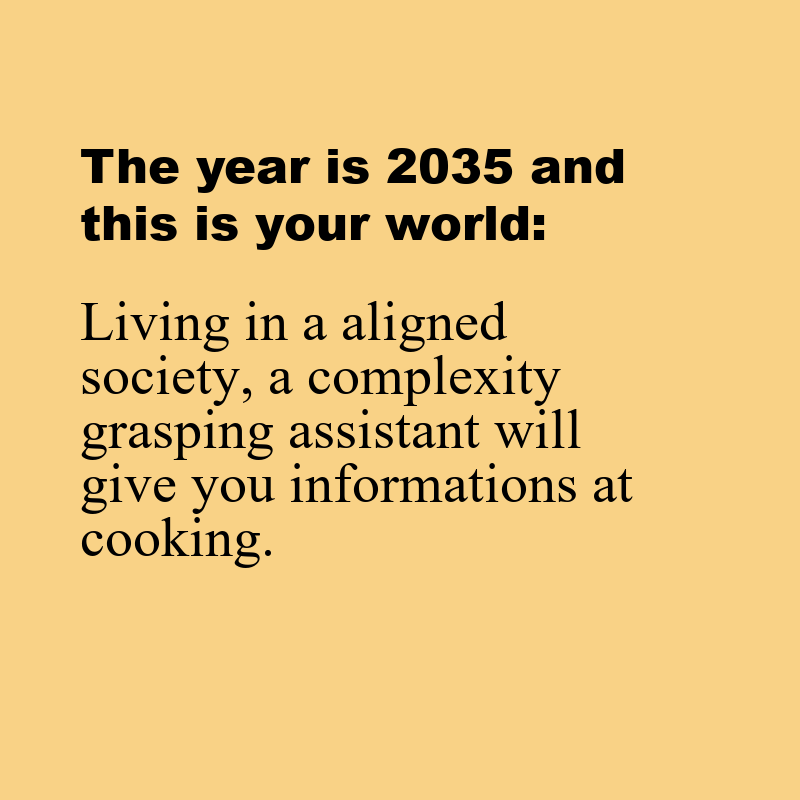 The year is 2035 and
this is your world:
Living in a aligned
society, a complexity
grasping assistant will
give you informations at
cooking.